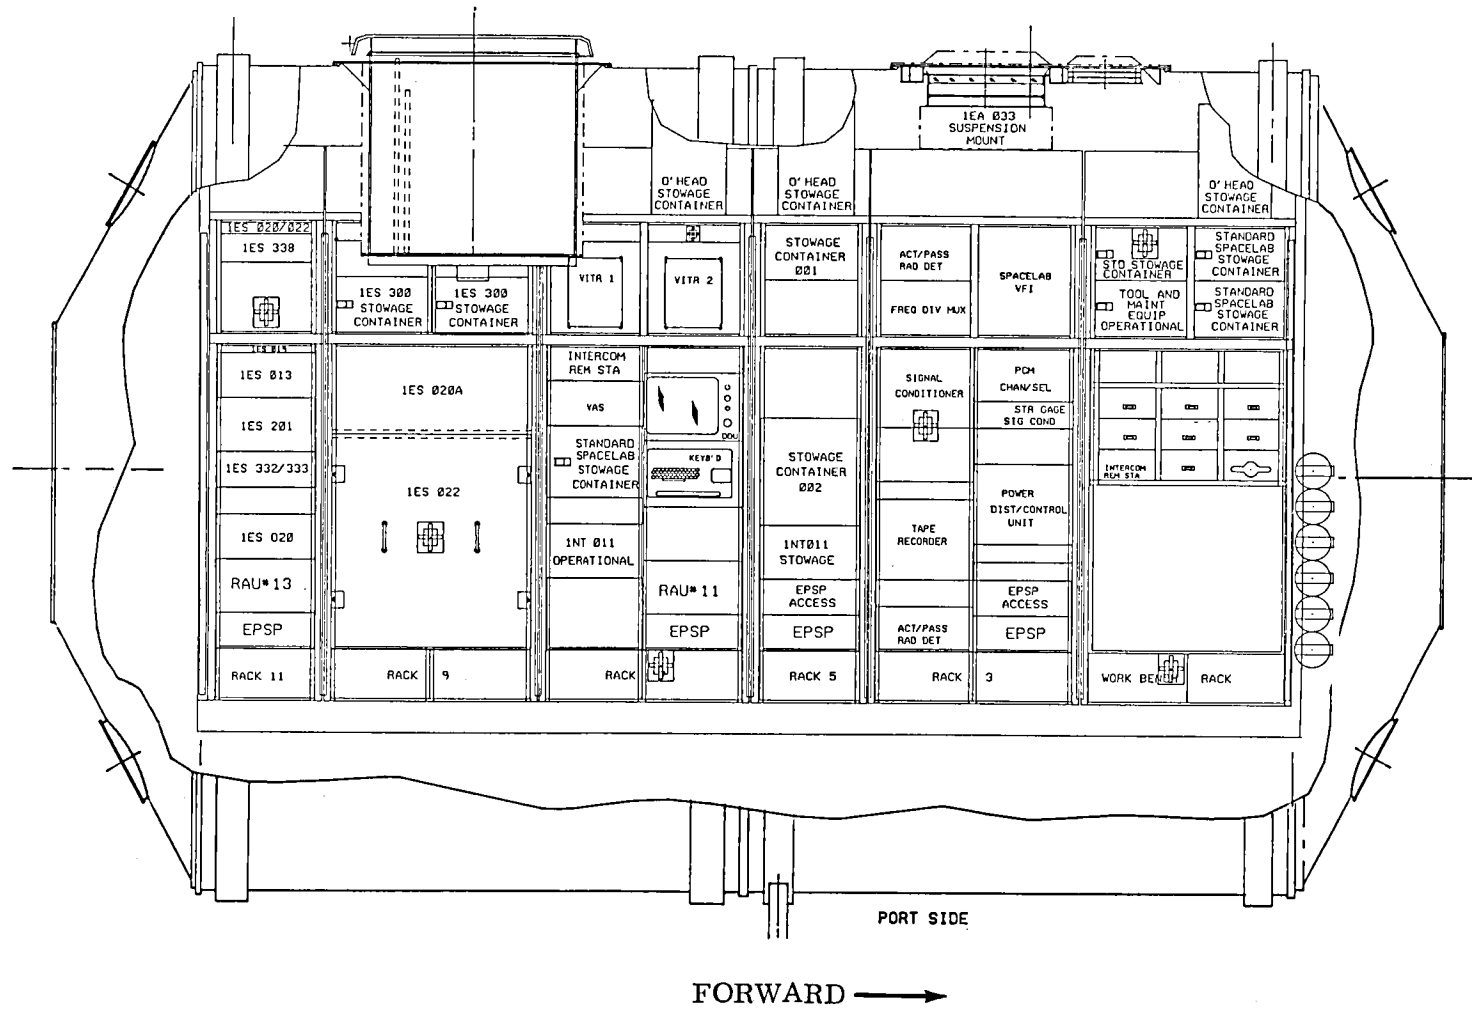 1EA 033
SUSPENSION
MOUNT
O'HEAD
STOWAGE
CONTAINER
O'HEAD
STOWAGE
CONTAINER
O'HEAD
STOWAGE
CONTAINER
1ES 020/022
1ES 338
1ES 300
STOWAGE
CONTAINER
1ES 300
STOWAGE
CONTAINER
VITR 1
VITR 2
STOWAGE
CONTAINER
001
ACT/PASS
RAD DET
FREQ DIV MUX
SPACELAB
VFI
STD STOWAGE
CONTAINER
TOOL AND
MAINT
EQUIP
OPERATIONAL
STANDARD
SPACELAB
STOWAGE
CONTAINER
STANDARD
SPACELAB
STOWAGE
CONTAINER
1ES 013
1ES 201
1ES 332/333
1ES 020
RAU#13
EPSP
RACK 11
1ES 020A
1ES 022
RACK 9
INTERCOM
REM STA
VAS
STANDARD
SPACELAB
STOWAGE
CONTAINER
1NT 011
OPERATIONAL
RACK
DDU
KEYB'D
RAU#11
EPSP
STOWAGE
CONTAINER
002
1NT011
STOWAGE
EPSP
ACCESS
EPSP
RACK 5
SIGNAL
CONDITIONER
TAPE
RECORDER
ACT/PASS
RAD DET
RACK 3
PCM
CHAN/SEL
STR GAGE
SIG COND
POWER
DIST/CONTROL
UNIT
EPSP
ACCESS
EPSP
INTERCOM
REM STA
WORK BENCH RACK
PORT SIDE
FORWARD